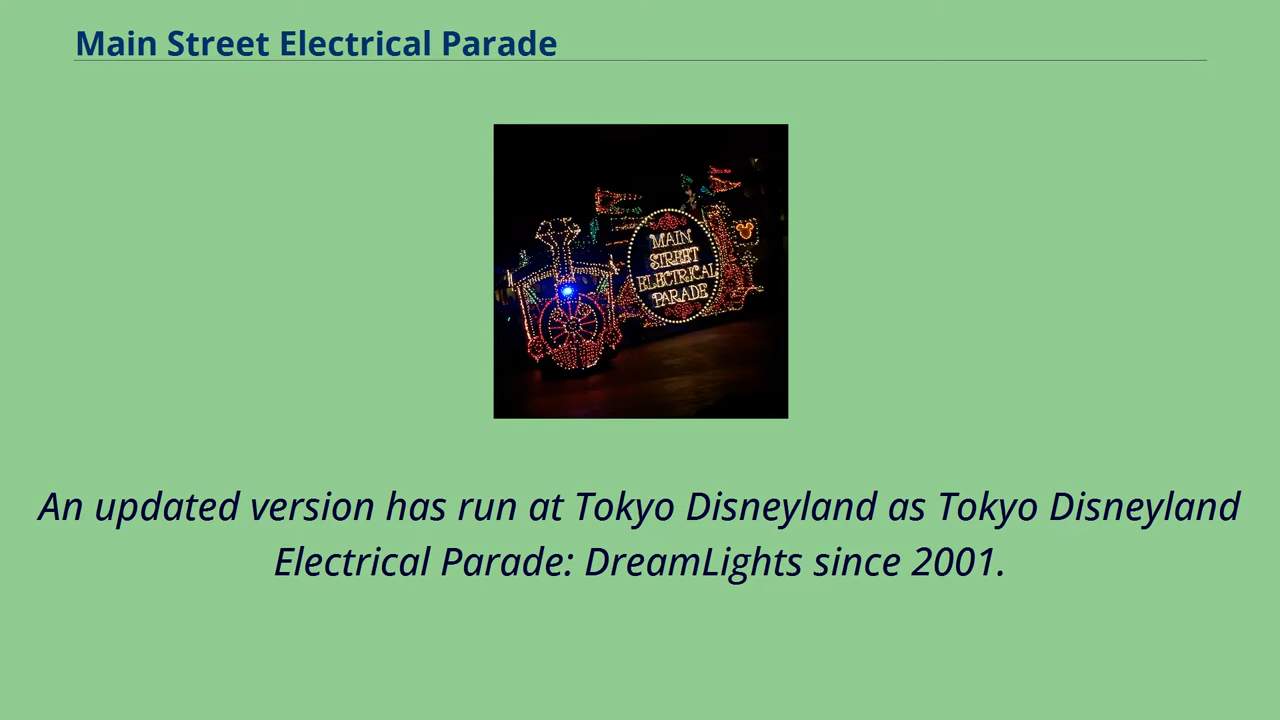 Main Street Electrical Parade
MAIN
STREET
ELECTRICAL
PARADE
An updated version has run at Tokyo Disneyland as Tokyo Disneyland
Electrical Parade: DreamLights since 2001.